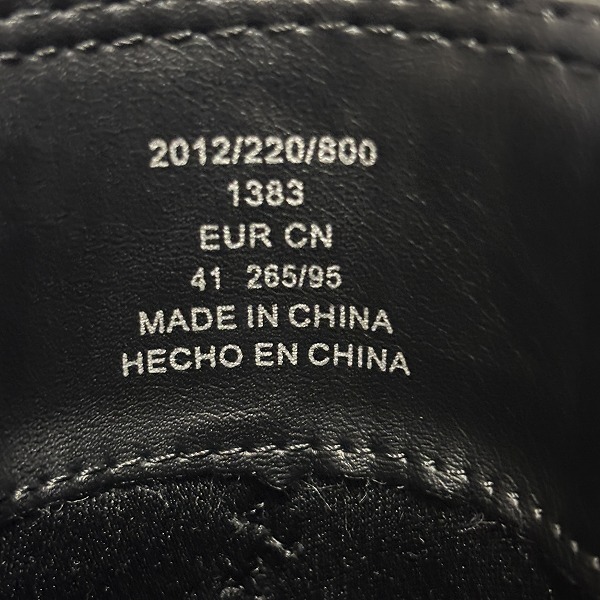 2012/220/800
1383
EUR CN
41 265/95
MADE IN CHINA
HECHO EN CHINA